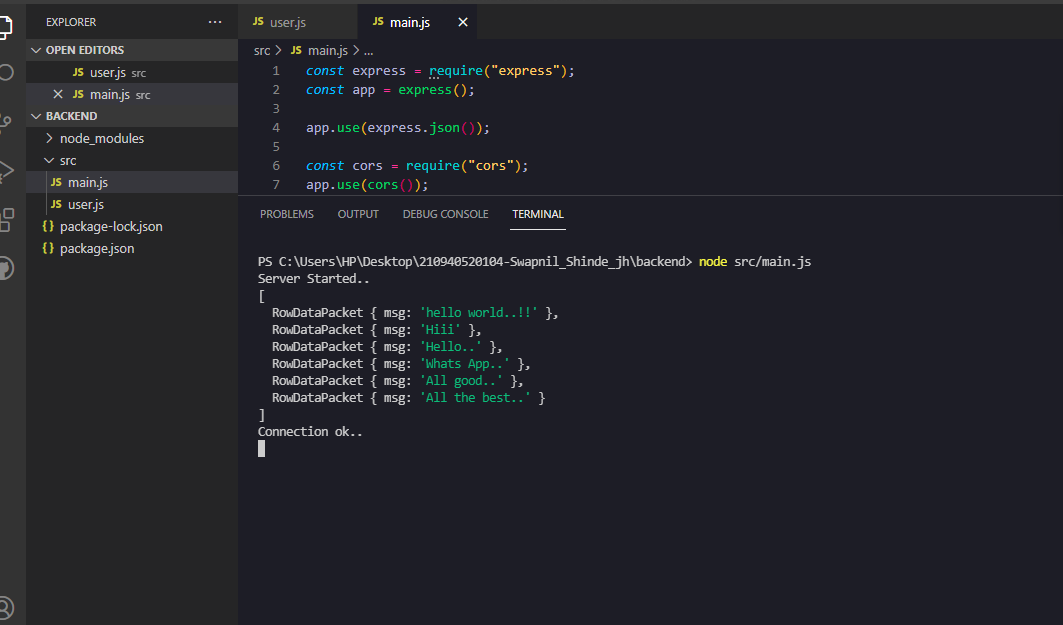 EXPLORER ...
OPEN EDITORS
JS user.js src
JS main.js src
BACKEND
node_modules
src
JS main.js
JS user.js
{} package-lock.json
{} package.json
JS user.js JS main.js
src > JS main.js > ...
1 const express = require("express");
2 const app = express();
3
4 app.use(express.json());
5
6 const cors = require("cors");
7 app.use(cors());
PROBLEMS OUTPUT DEBUG CONSOLE TERMINAL
PS C:\Users\HP\Desktop\210940520104-Swapnil_Shinde_jh\backend> node src/main.js
Server Started..
[
RowDataPacket { msg: 'hello world..!!' },
RowDataPacket { msg: 'Hiii' },
RowDataPacket { msg: 'Hello..' },
RowDataPacket { msg: 'Whats App..' },
RowDataPacket { msg: 'All good..' },
RowDataPacket { msg: 'All the best..' }
]
Connection ok..